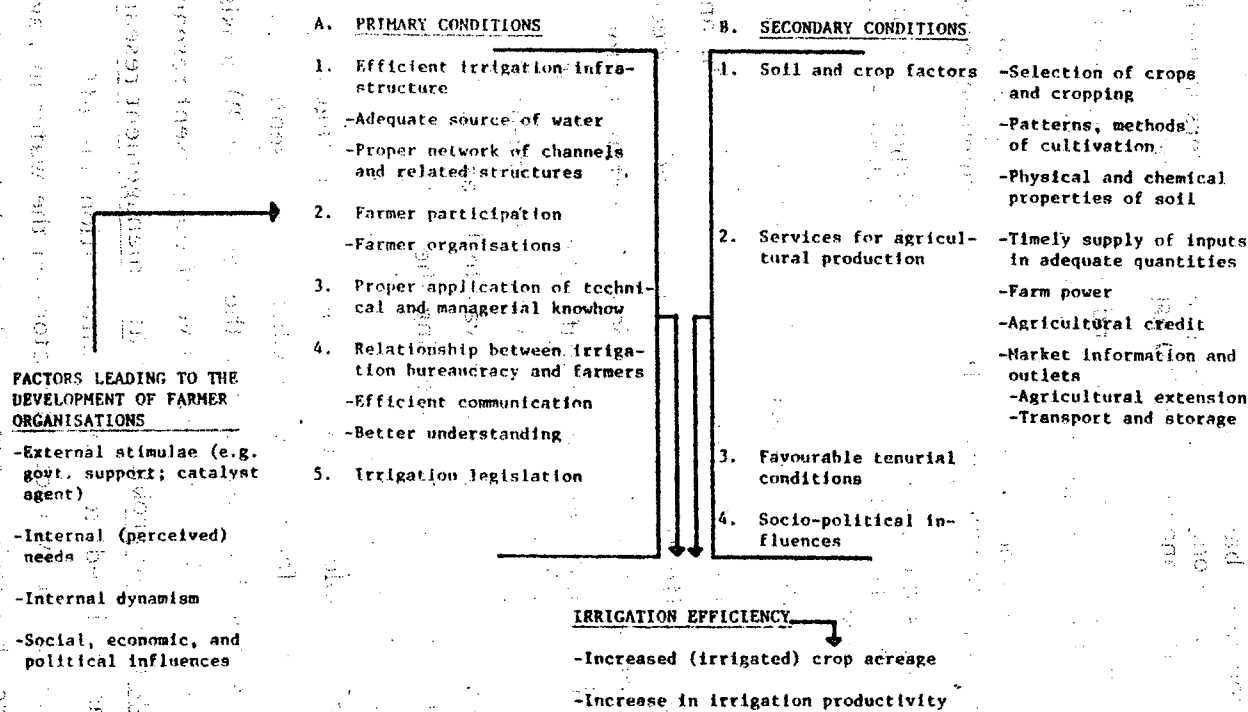 A. PRIMARY CONDITIONS
1. Efficient irrigation infra-
structure
-Adequate source of water
-Proper network of channels
and related structures
2. Farmer participation
-Farmer organisations
3. Proper application of techni-
cal and managerial knowhow
4. Relationship between irriga-
tion bureaucracy and farmers
-Efficient communication
-Better understanding
5. Irrigation legislation
B. SECONDARY CONDITIONS
1. Soil and crop factors
-Selection of crops
and cropping
-Patterns, methods
of cultivation
-Physical and chemical
properties of soil
2. Services for agricul-
tural production
-Timely supply of inputs
in adequate quantities
-Farm power
-Agricultural credit
-Market information and
outlets
-Agricultural extension
-Transport and storage
3. Favourable tenurial
conditions
4. Socio-political in-
fluences
FACTORS LEADING TO THE
DEVELOPMENT OF FARMER
ORGANISATIONS
-External stimulae (e.g.
govt. support; catalyst
agent)
-Internal (perceived)
needs
-Internal dynamism
-Social, economic, and
political influences
IRRIGATION EFFICIENCY
-Increased (irrigated) crop acreage
-Increase in irrigation productivity